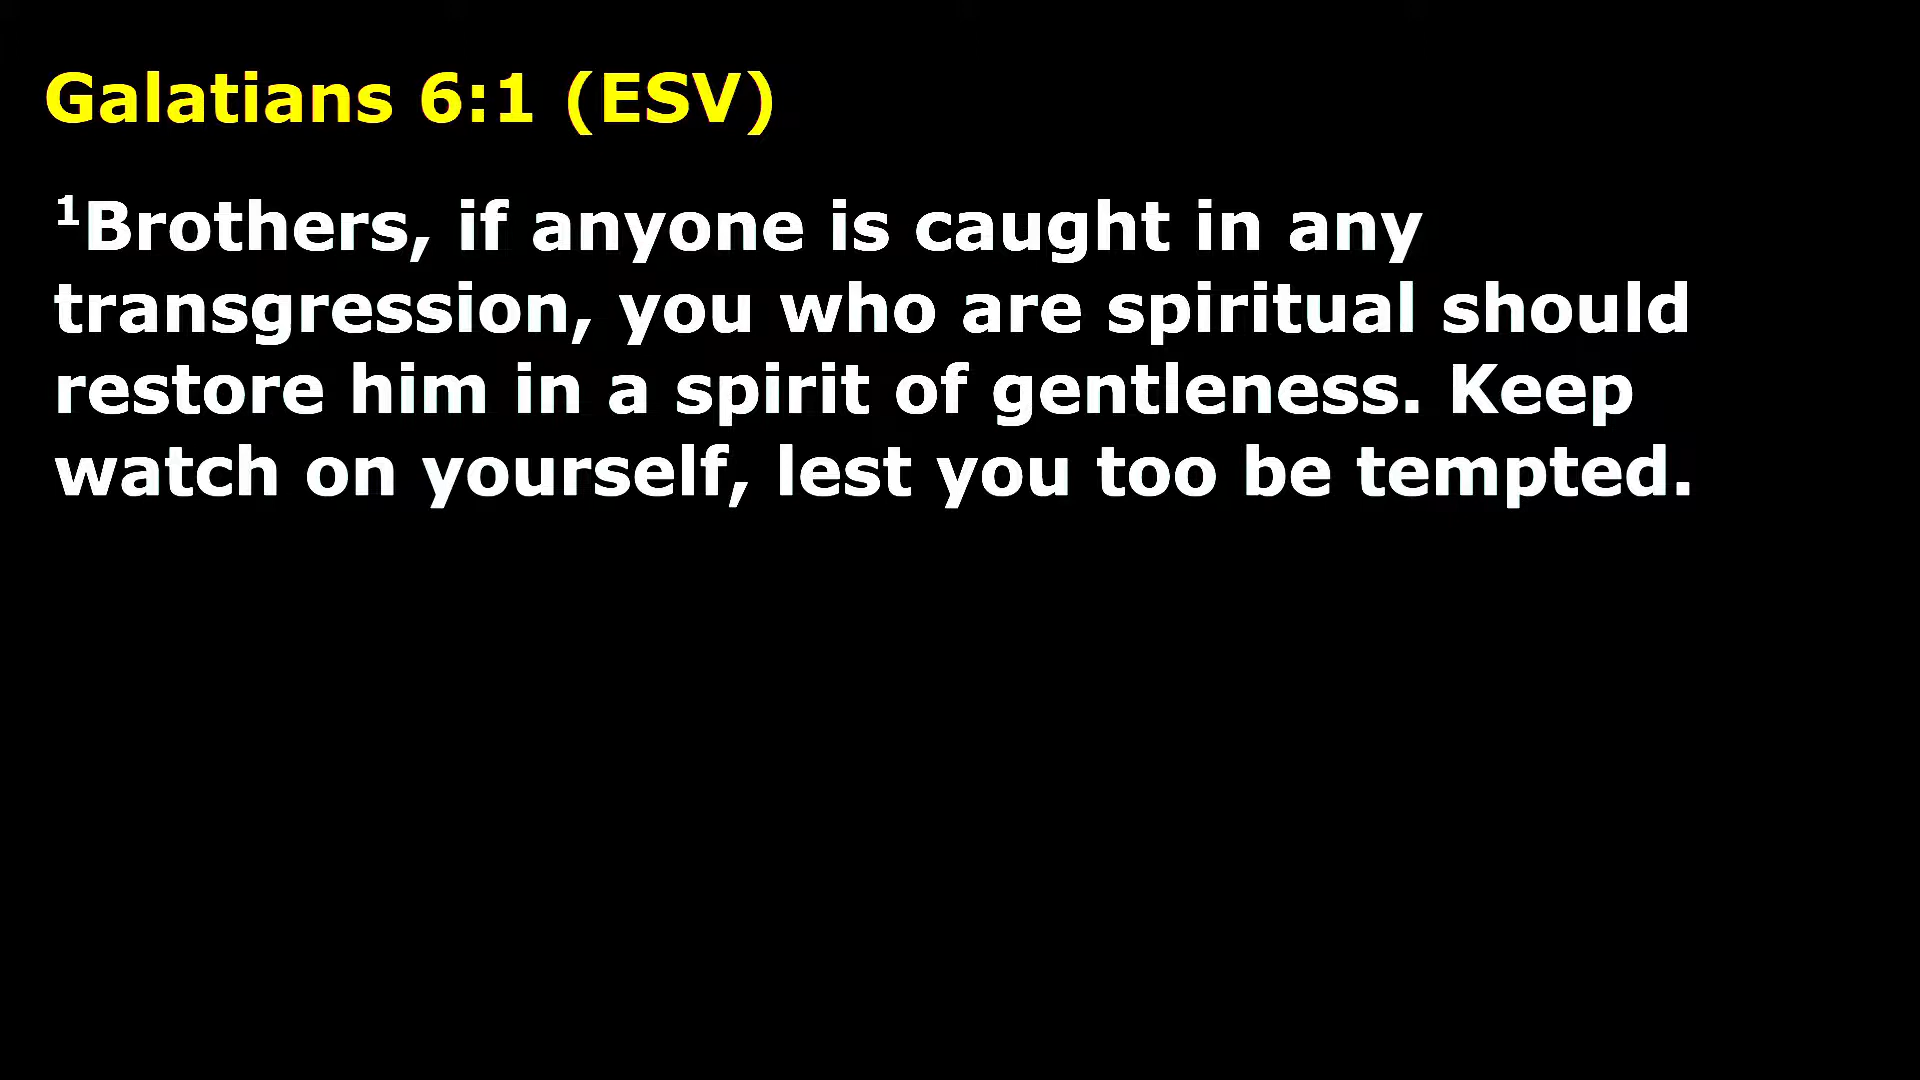 Galatians 6:1 (ESV)
¹Brothers, if anyone is caught in any
transgression, you who are spiritual should
restore him in a spirit of gentleness. Keep
watch on yourself, lest you too be tempted.